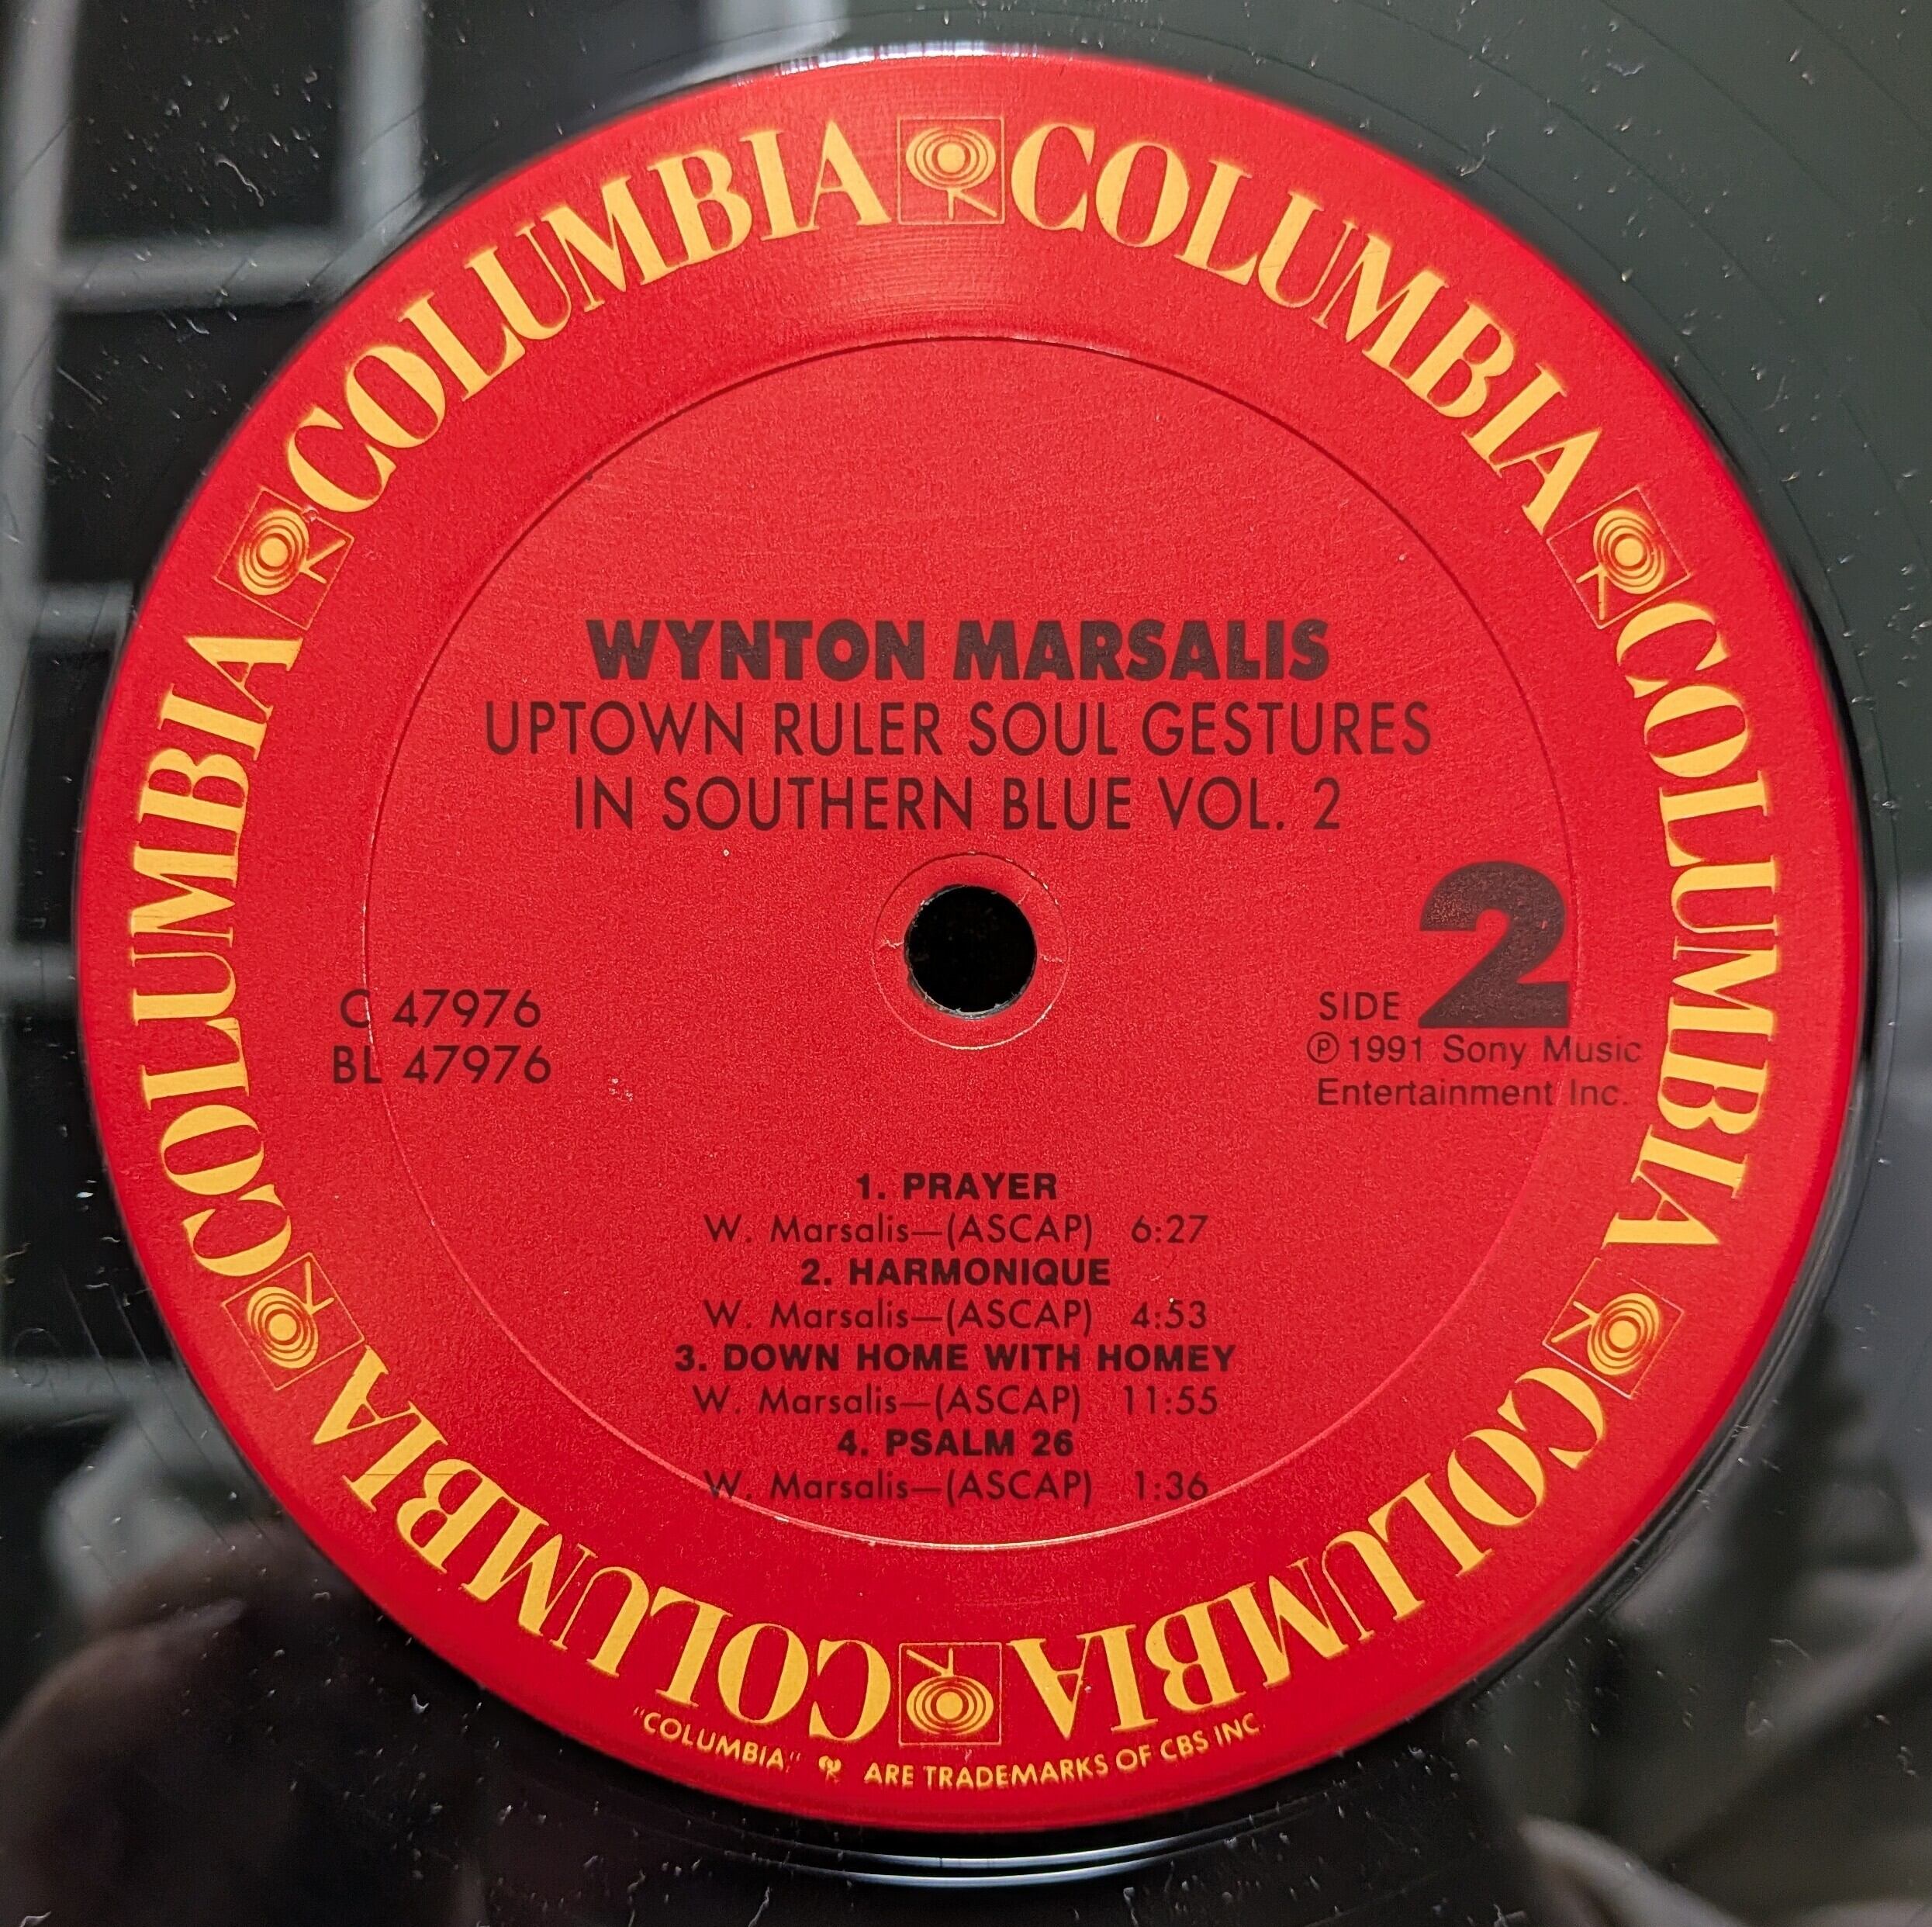 COLUMBIA COLUMBIA COLUMBIA COLUMBIA COLUMBIA COLUMBIA
WYNTON MARSALIS
UPTOWN RULER SOUL GESTURES
IN SOUTHERN BLUE VOL. 2
C 47976
BL 47976
SIDE 2
℗ 1991 Sony Music
Entertainment Inc.
1. PRAYER
W. Marsalis—(ASCAP) 6:27
2. HARMONIQUE
W. Marsalis—(ASCAP) 4:53
3. DOWN HOME WITH HOMEY
W. Marsalis—(ASCAP) 11:55
4. PSALM 26
W. Marsalis—(ASCAP) 1:36
"COLUMBIA," ARE TRADEMARKS OF CBS INC.